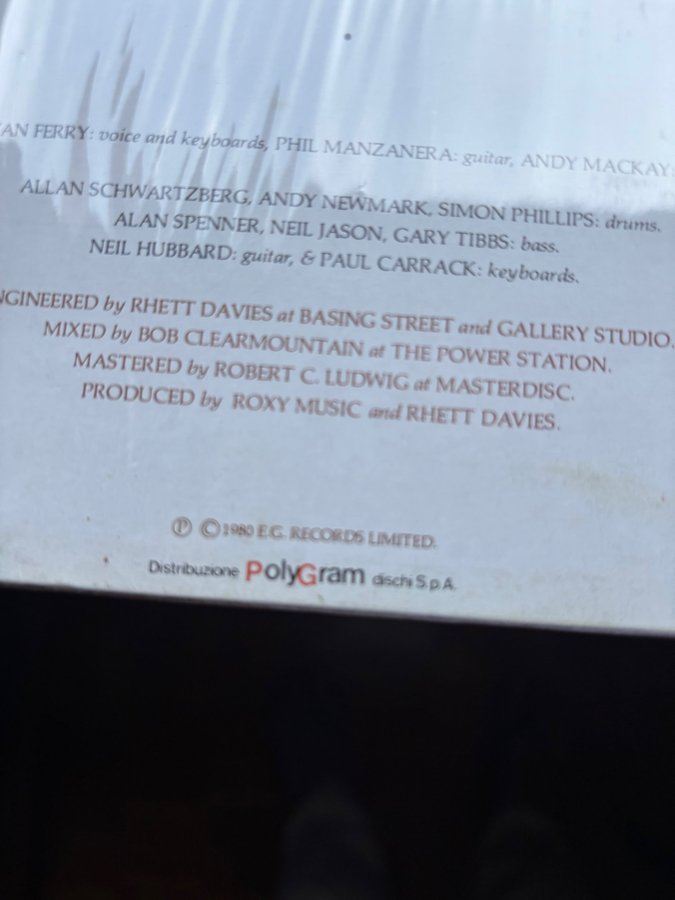 AN FERRY: voice and keyboards, PHIL MANZANERA: guitar, ANDY MACKAY:
ALLAN SCHWARTZBERG, ANDY NEWMARK, SIMON PHILLIPS: drums.
ALAN SPENNER, NEIL JASON, GARY TIBBS: bass.
NEIL HUBBARD: guitar, & PAUL CARRACK: keyboards.
NGINEERED by RHETT DAVIES at BASING STREET and GALLERY STUDIO.
MIXED by BOB CLEARMOUNTAIN at THE POWER STATION.
MASTERED by ROBERT C. LUDWIG at MASTERDISC.
PRODUCED by ROXY MUSIC and RHETT DAVIES.
℗ © 1980 E.G. RECORDS LIMITED.
Distribuzione PolyGram dischi S.p.A.